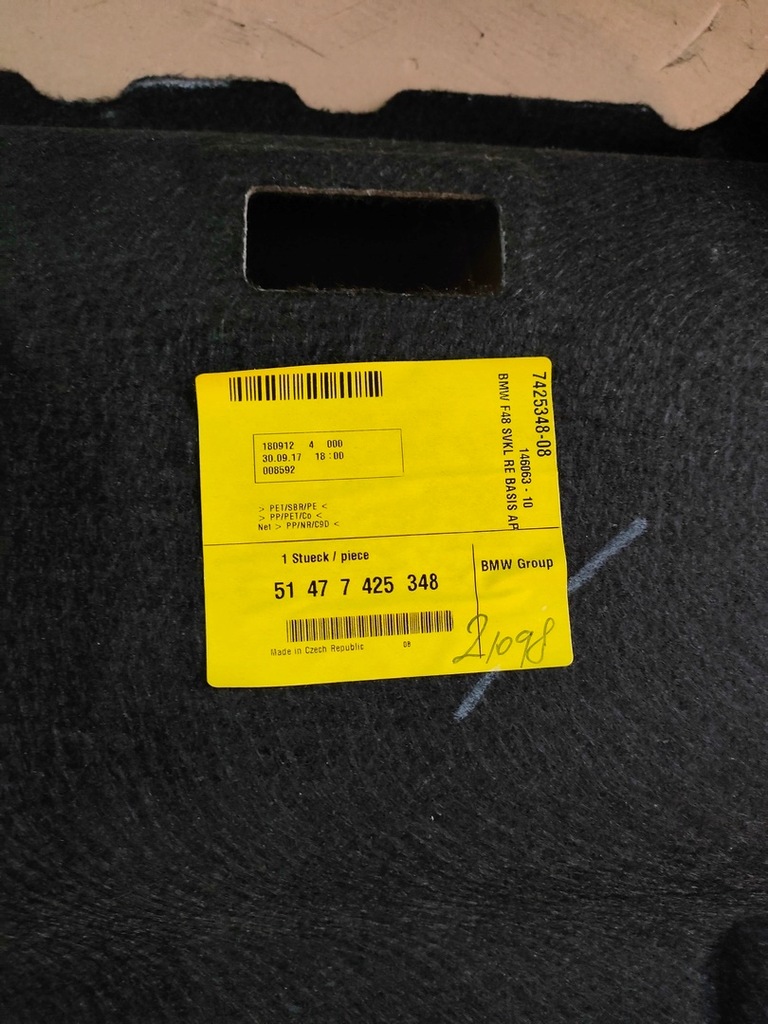 180912 4 000
30.09.17 18:00
008592
> PET/SBR/PE <
> PP/PET/Co <
Net > PP/NR/C9D <
7425348-08
146063 - 10
BMW F48 SVKL RE BASIS AP
1 Stueck / piece
51 47 7 425 348
BMW Group
Made in Czech Republic 08